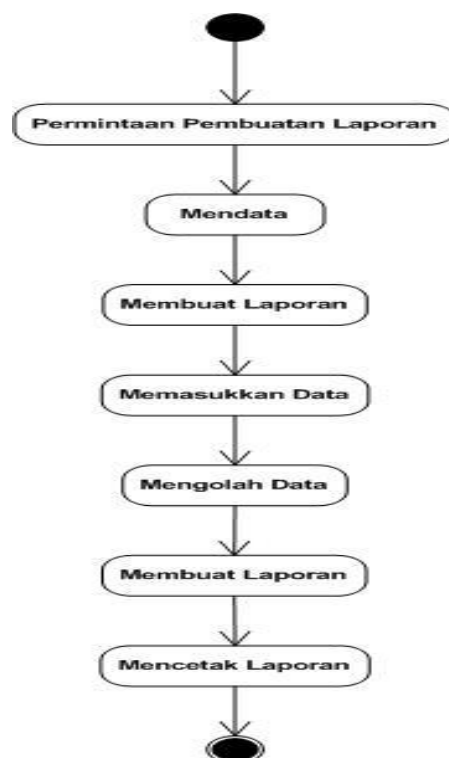 Permintaan Pembuatan Laporan
Mendata
Membuat Laporan
Memasukkan Data
Mengolah Data
Membuat Laporan
Mencetak Laporan